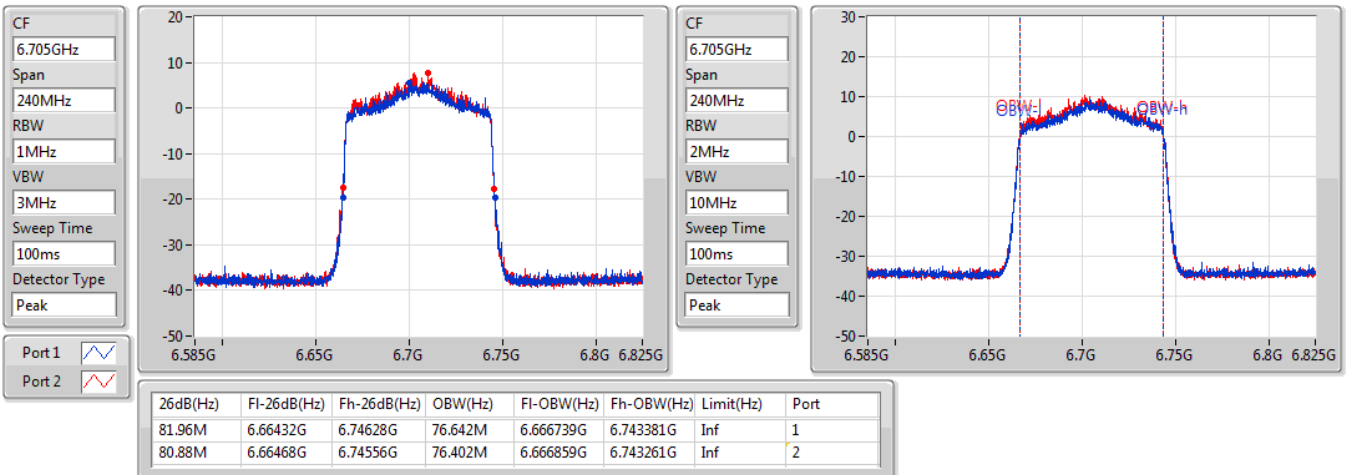 CF
6.705GHz
Span
240MHz
RBW
1MHz
VBW
3MHz
Sweep Time
100ms
Detector Type
Peak
Port 1
Port 2
20
10
0
-10
-20
-30
-40
-50
6.585G 6.65G 6.7G 6.75G 6.8G 6.825G
CF
6.705GHz
Span
240MHz
RBW
2MHz
VBW
10MHz
Sweep Time
100ms
Detector Type
Peak
30
20
10
0
-10
-20
-30
-40
-50
OBW-l OBW-h
6.585G 6.65G 6.7G 6.75G 6.8G 6.825G
26dB(Hz) Fl-26dB(Hz) Fh-26dB(Hz) OBW(Hz) Fl-OBW(Hz) Fh-OBW(Hz) Limit(Hz) Port
81.96M 6.66432G 6.74628G 76.642M 6.666739G 6.743381G Inf 1
80.88M 6.66468G 6.74556G 76.402M 6.666859G 6.743261G Inf 2